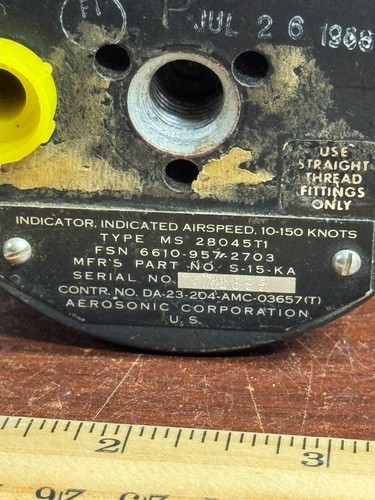 FI
P
JUL 26 1968
USE
STRAIGHT
THREAD
FITTINGS
ONLY
INDICATOR, INDICATED AIRSPEED, 10-150 KNOTS
TYPE MS 28045T1
FSN 6610-957-2703
MFR'S PART NO. S-15-KA
SERIAL NO.
CONTR. NO. DA-23-204-AMC-03657(T)
AEROSONIC CORPORATION
U.S.
2
3